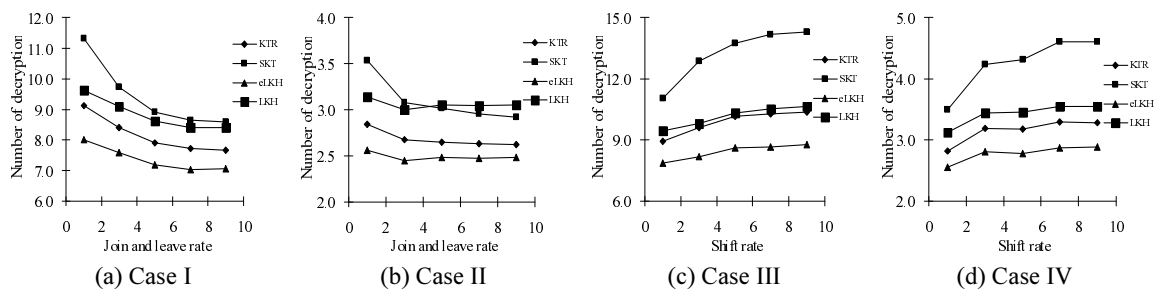 Number of decryption
12.0
11.0
10.0
9.0
8.0
7.0
6.0
0 2 4 6 8 10
Join and leave rate
KTR
SKT
eLKH
LKH
(a) Case I
Number of decryption
4.0
3.5
3.0
2.5
2.0
0 2 4 6 8 10
Join and leave rate
KTR
SKT
eLKH
LKH
(b) Case II
Number of decryption
15.0
12.0
9.0
6.0
0 2 4 6 8 10
Shift rate
KTR
SKT
eLKH
LKH
(c) Case III
Number of decryption
5.0
4.0
3.0
2.0
0 2 4 6 8 10
Shift rate
KTR
SKT
eLKH
LKH
(d) Case IV